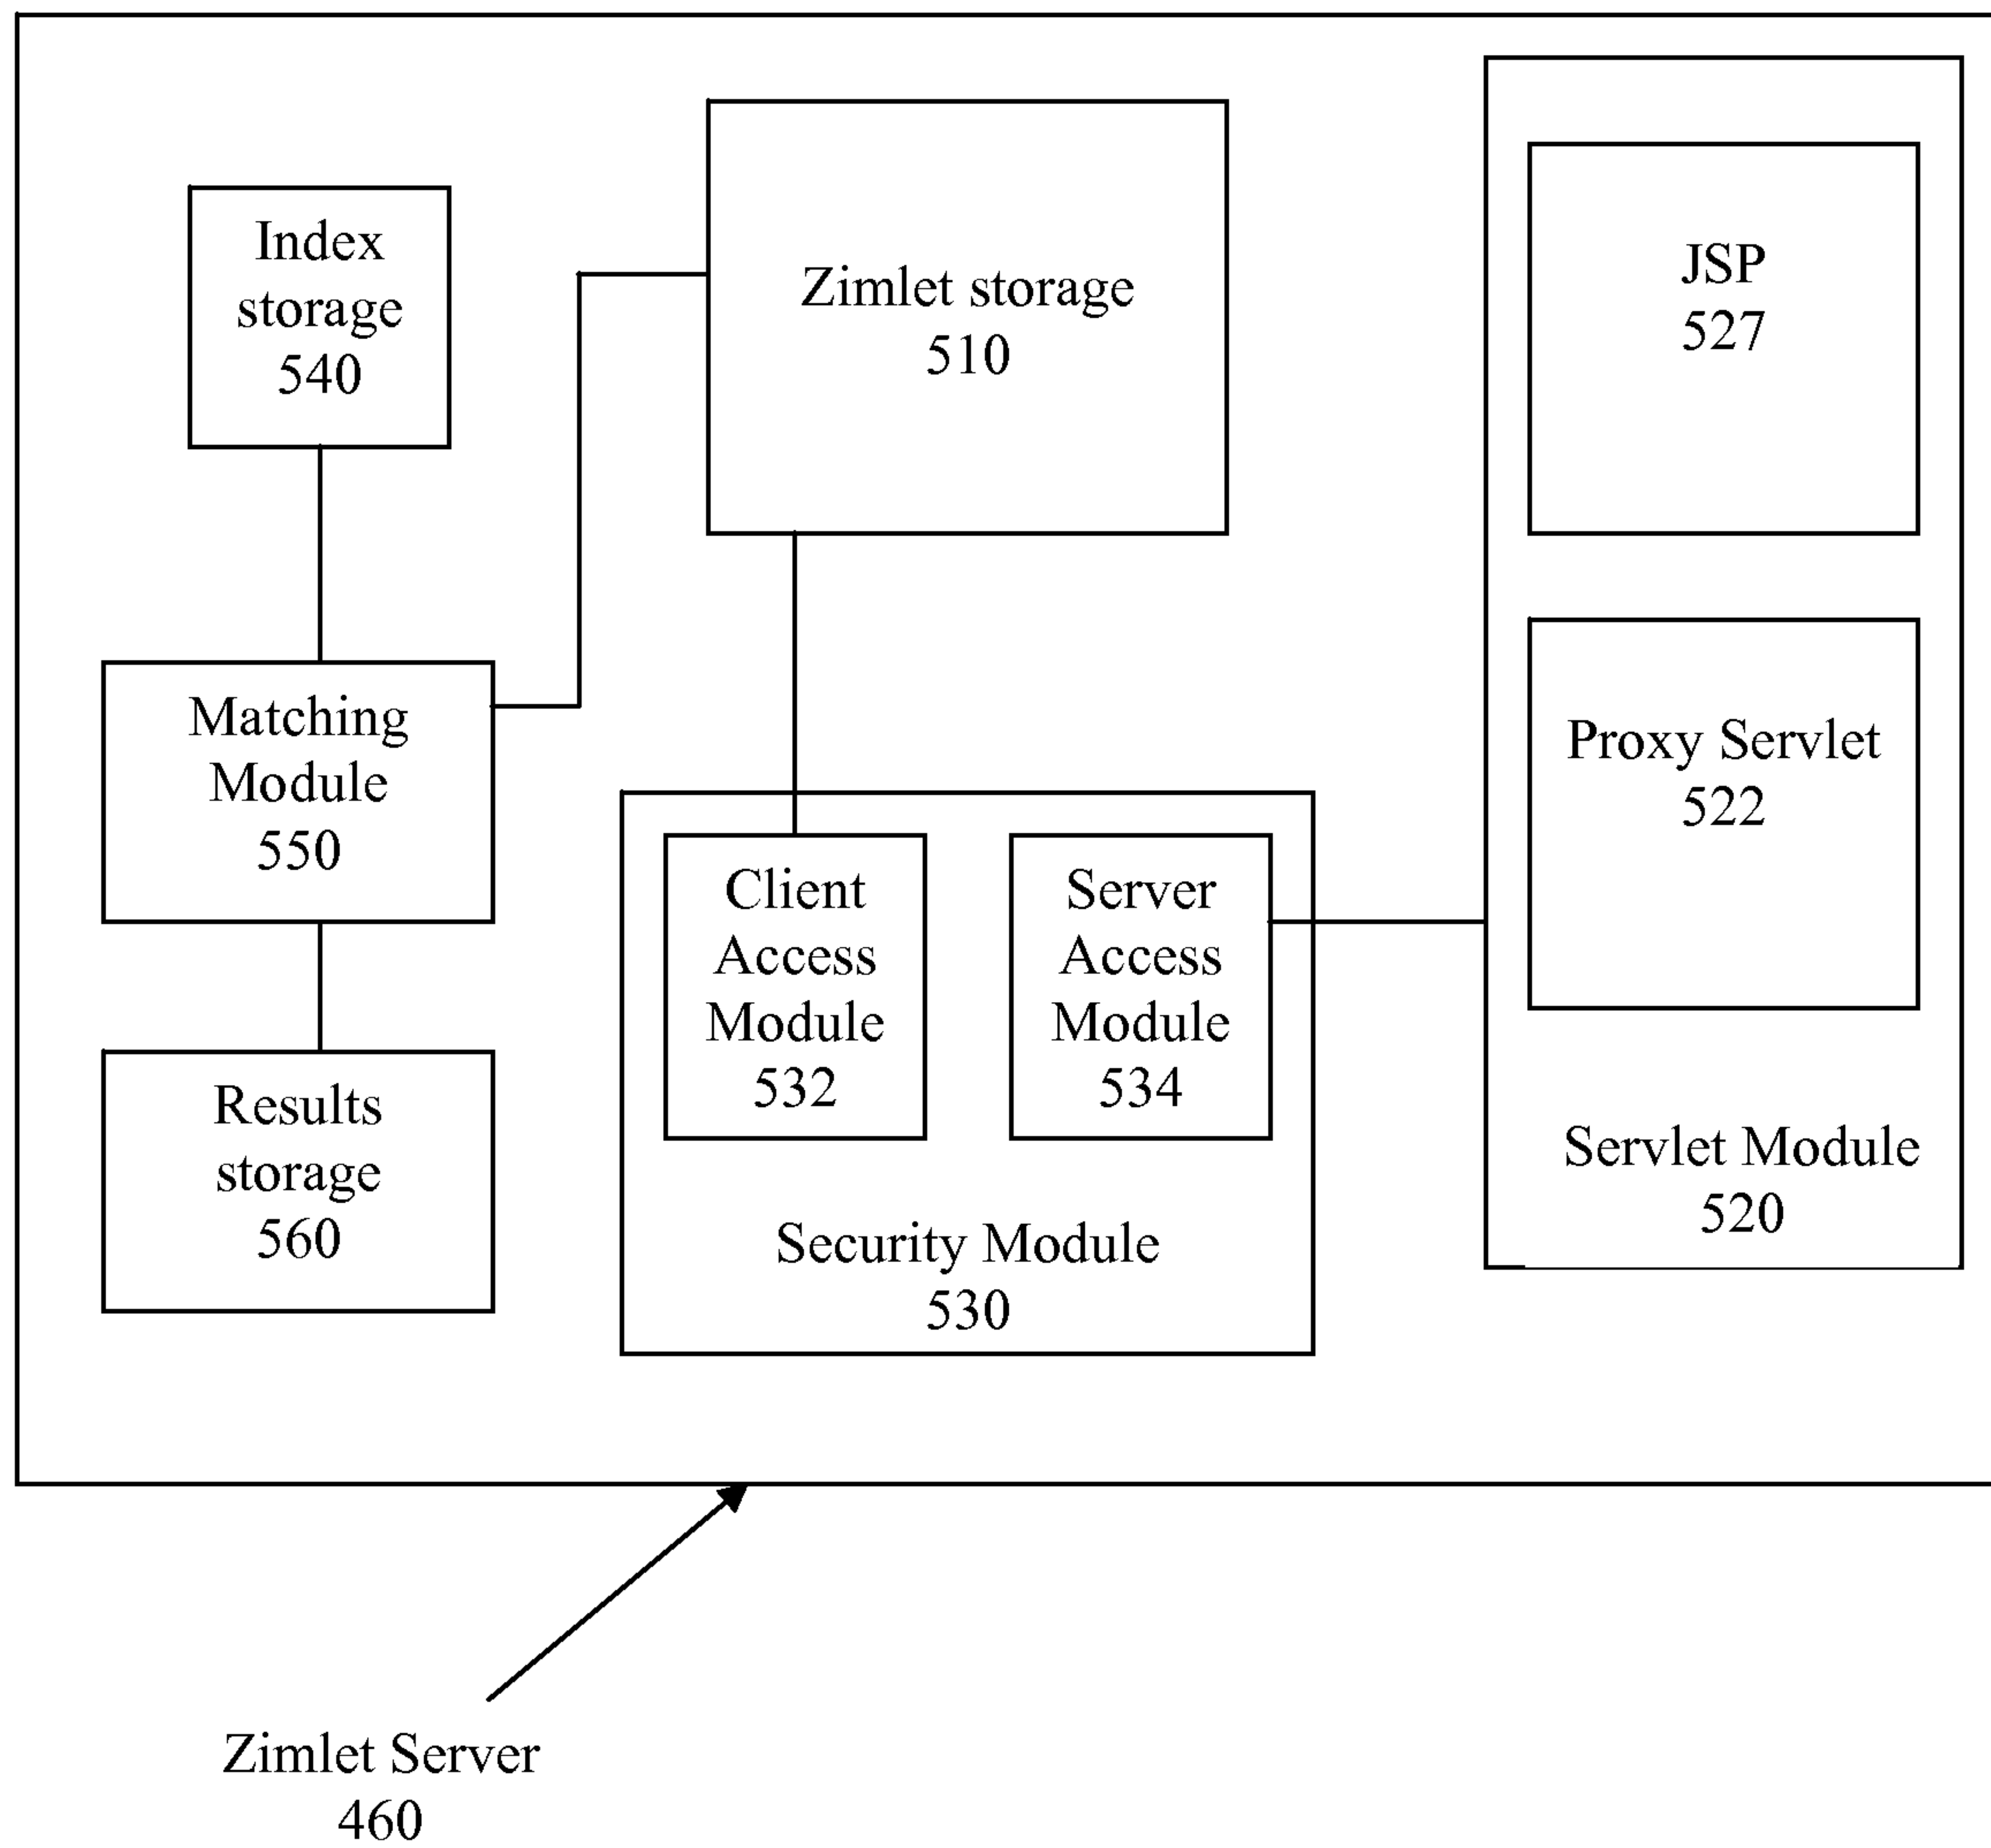 Index
storage
540
Zimlet storage
510
JSP
527
Matching
Module
550
Proxy Servlet
522
Client
Access
Module
532
Server
Access
Module
534
Results
storage
560
Security Module
530
Servlet Module
520
Zimlet Server
460